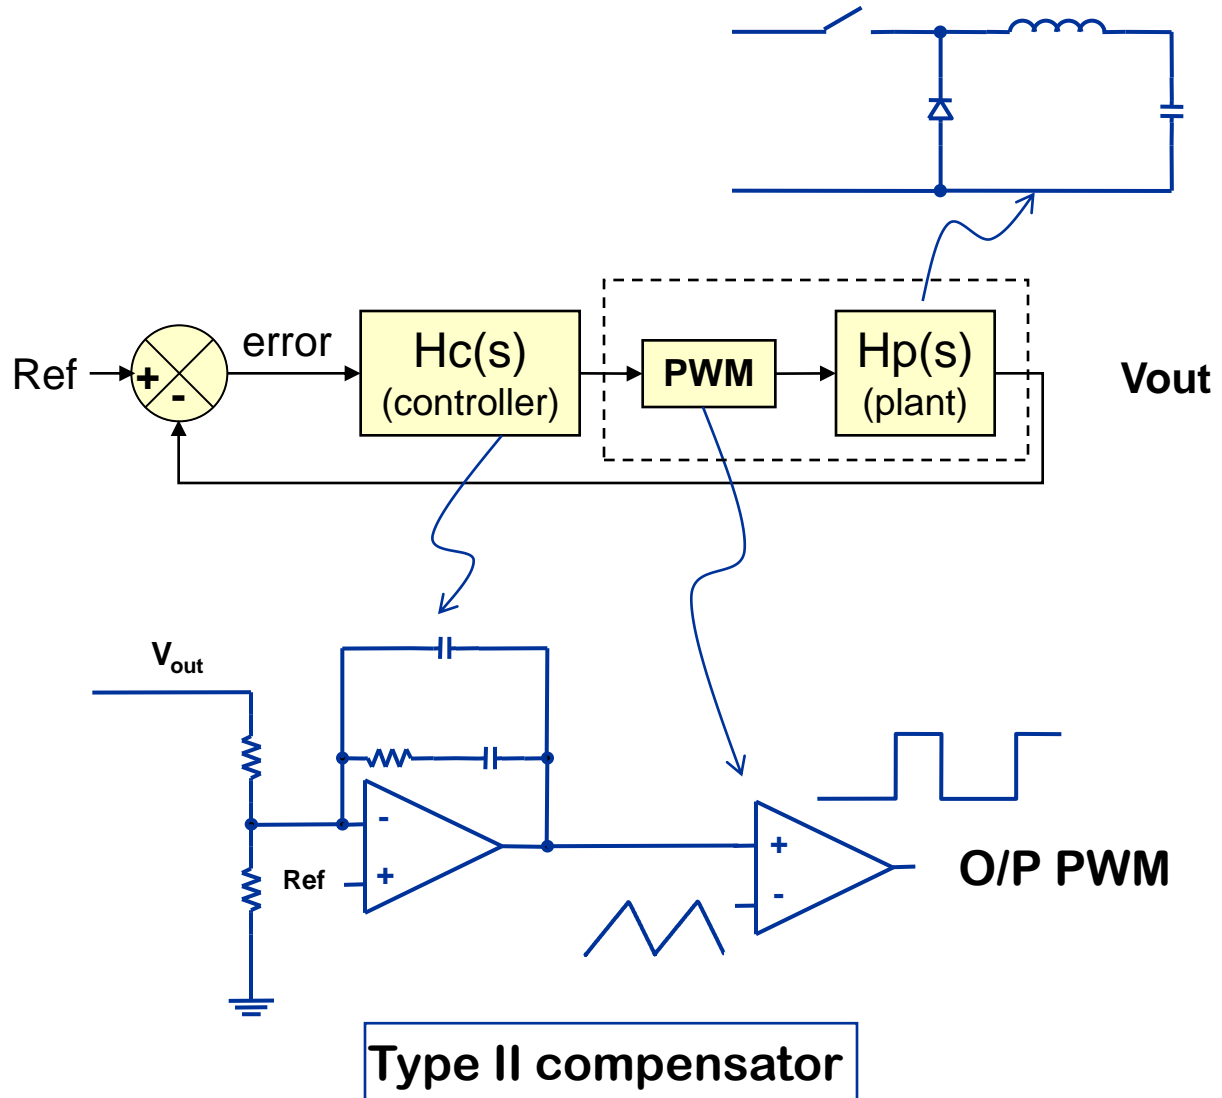 error
Hc(s)
(controller)
PWM
Hp(s)
(plant)
Ref
+
-
Vout
Vout
-
+
Ref
+
-
O/P PWM
Type II compensator